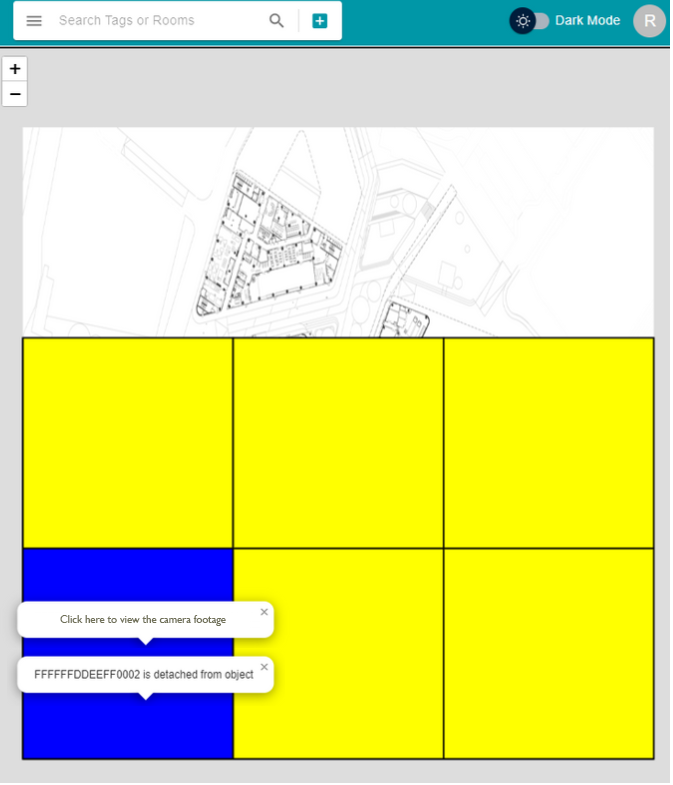 Search Tags or Rooms
Dark Mode
R
+
−
Click here to view the camera footage
×
FFFFFFDDEEFF0002 is detached from object
×